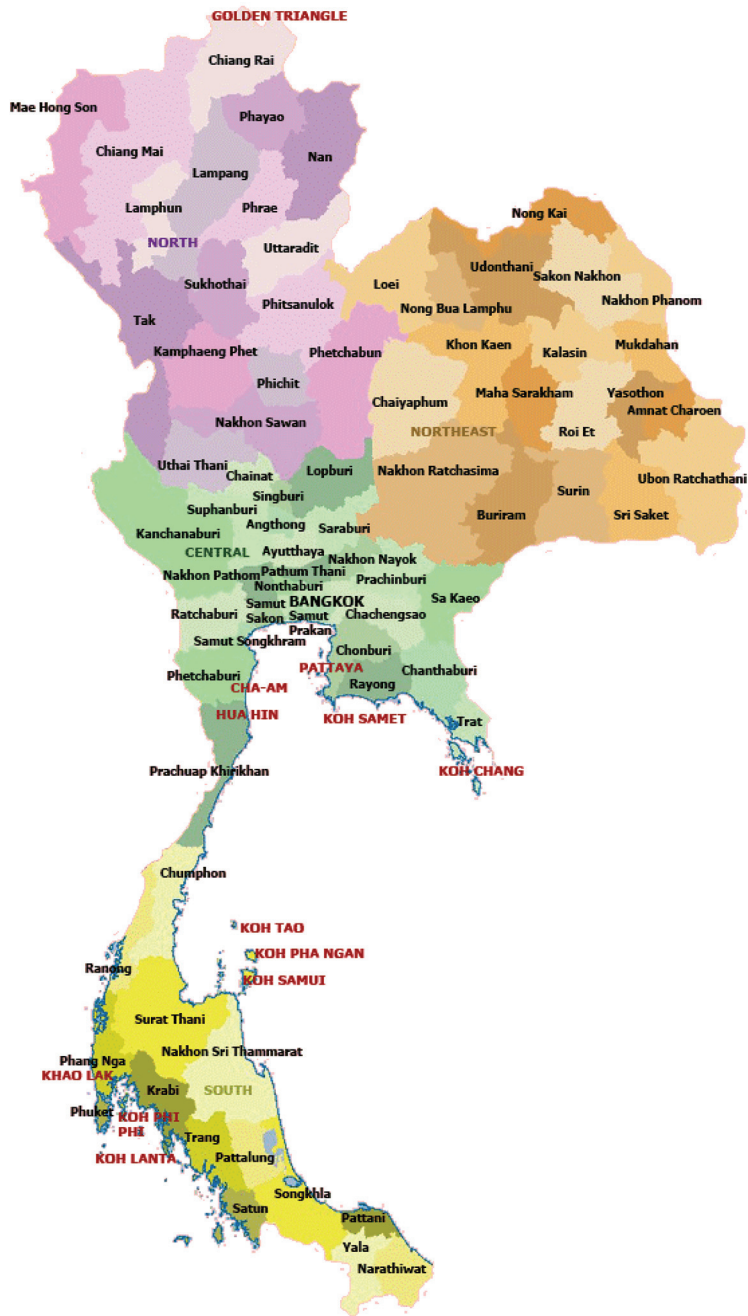 GOLDEN TRIANGLE
Chiang Rai
Mae Hong Son
Phayao
Chiang Mai
Nan
Lampang
Lamphun
Phrae
NORTH
Uttaradit
Sukhothai
Phitsanulok
Tak
Kamphaeng Phet
Phetchabun
Phichit
Nakhon Sawan
Uthai Thani
Nong Kai
Udonthani
Sakon Nakhon
Loei
Nong Bua Lamphu
Nakhon Phanom
Khon Kaen
Kalasin
Mukdahan
Chaiyaphum
Maha Sarakham
Yasothon
Amnat Charoen
NORTHEAST
Roi Et
Nakhon Ratchasima
Surin
Ubon Ratchathani
Buriram
Sri Saket
Lopburi
Chainat
Singburi
Suphanburi
Angthong
Saraburi
Kanchanaburi
CENTRAL
Ayutthaya
Nakhon Nayok
Nakhon Pathom
Pathum Thani
Prachinburi
Nonthaburi
Sa Kaeo
Samut
Sakon
BANGKOK
Samut
Prakan
Chachengsao
Ratchaburi
Samut Songkhram
Chonburi
Phetchaburi
PATTAYA
Chanthaburi
Rayong
CHA-AM
HUA HIN
KOH SAMET
Trat
KOH CHANG
Prachuap Khirikhan
Chumphon
KOH TAO
KOH PHA NGAN
Ranong
KOH SAMUI
Surat Thani
Nakhon Sri Thammarat
Phang Nga
KHAO LAK
Krabi
SOUTH
Phuket
KOH PHI
PHI
Trang
KOH LANTA
Pattalung
Songkhla
Satun
Pattani
Yala
Narathiwat